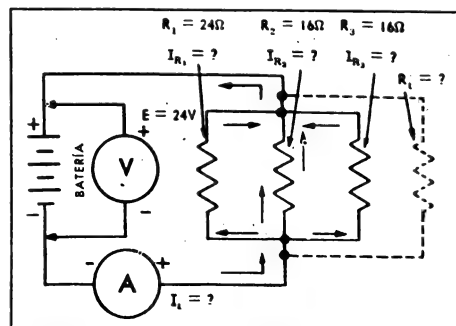 R₁ = 24Ω R₂ = 16Ω R₃ = 16Ω
I_R₁ = ? I_R₂ = ? I_R₃ = ?
R_t = ?
E = 24V
+ +
BATERÍA
V
- -
- +
A
I_t = ?